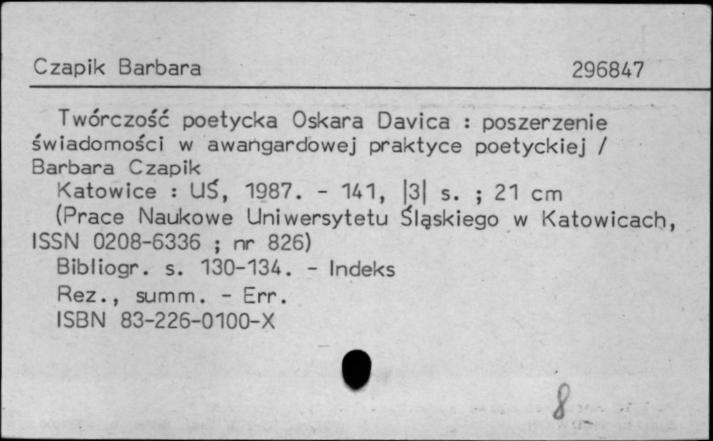 Czapik Barbara 296847
Twórczość poetycka Oskara Davica : poszerzenie
świadomości w awangardowej praktyce poetyckiej /
Barbara Czapik
Katowice : UŚ, 1987. - 141, |3| s. ; 21 cm
(Prace Naukowe Uniwersytetu Śląskiego w Katowicach,
ISSN 0208-6336 ; nr 826)
Bibliogr. s. 130-134. - Indeks
Rez., summ. - Err.
ISBN 83-226-0100-X
8